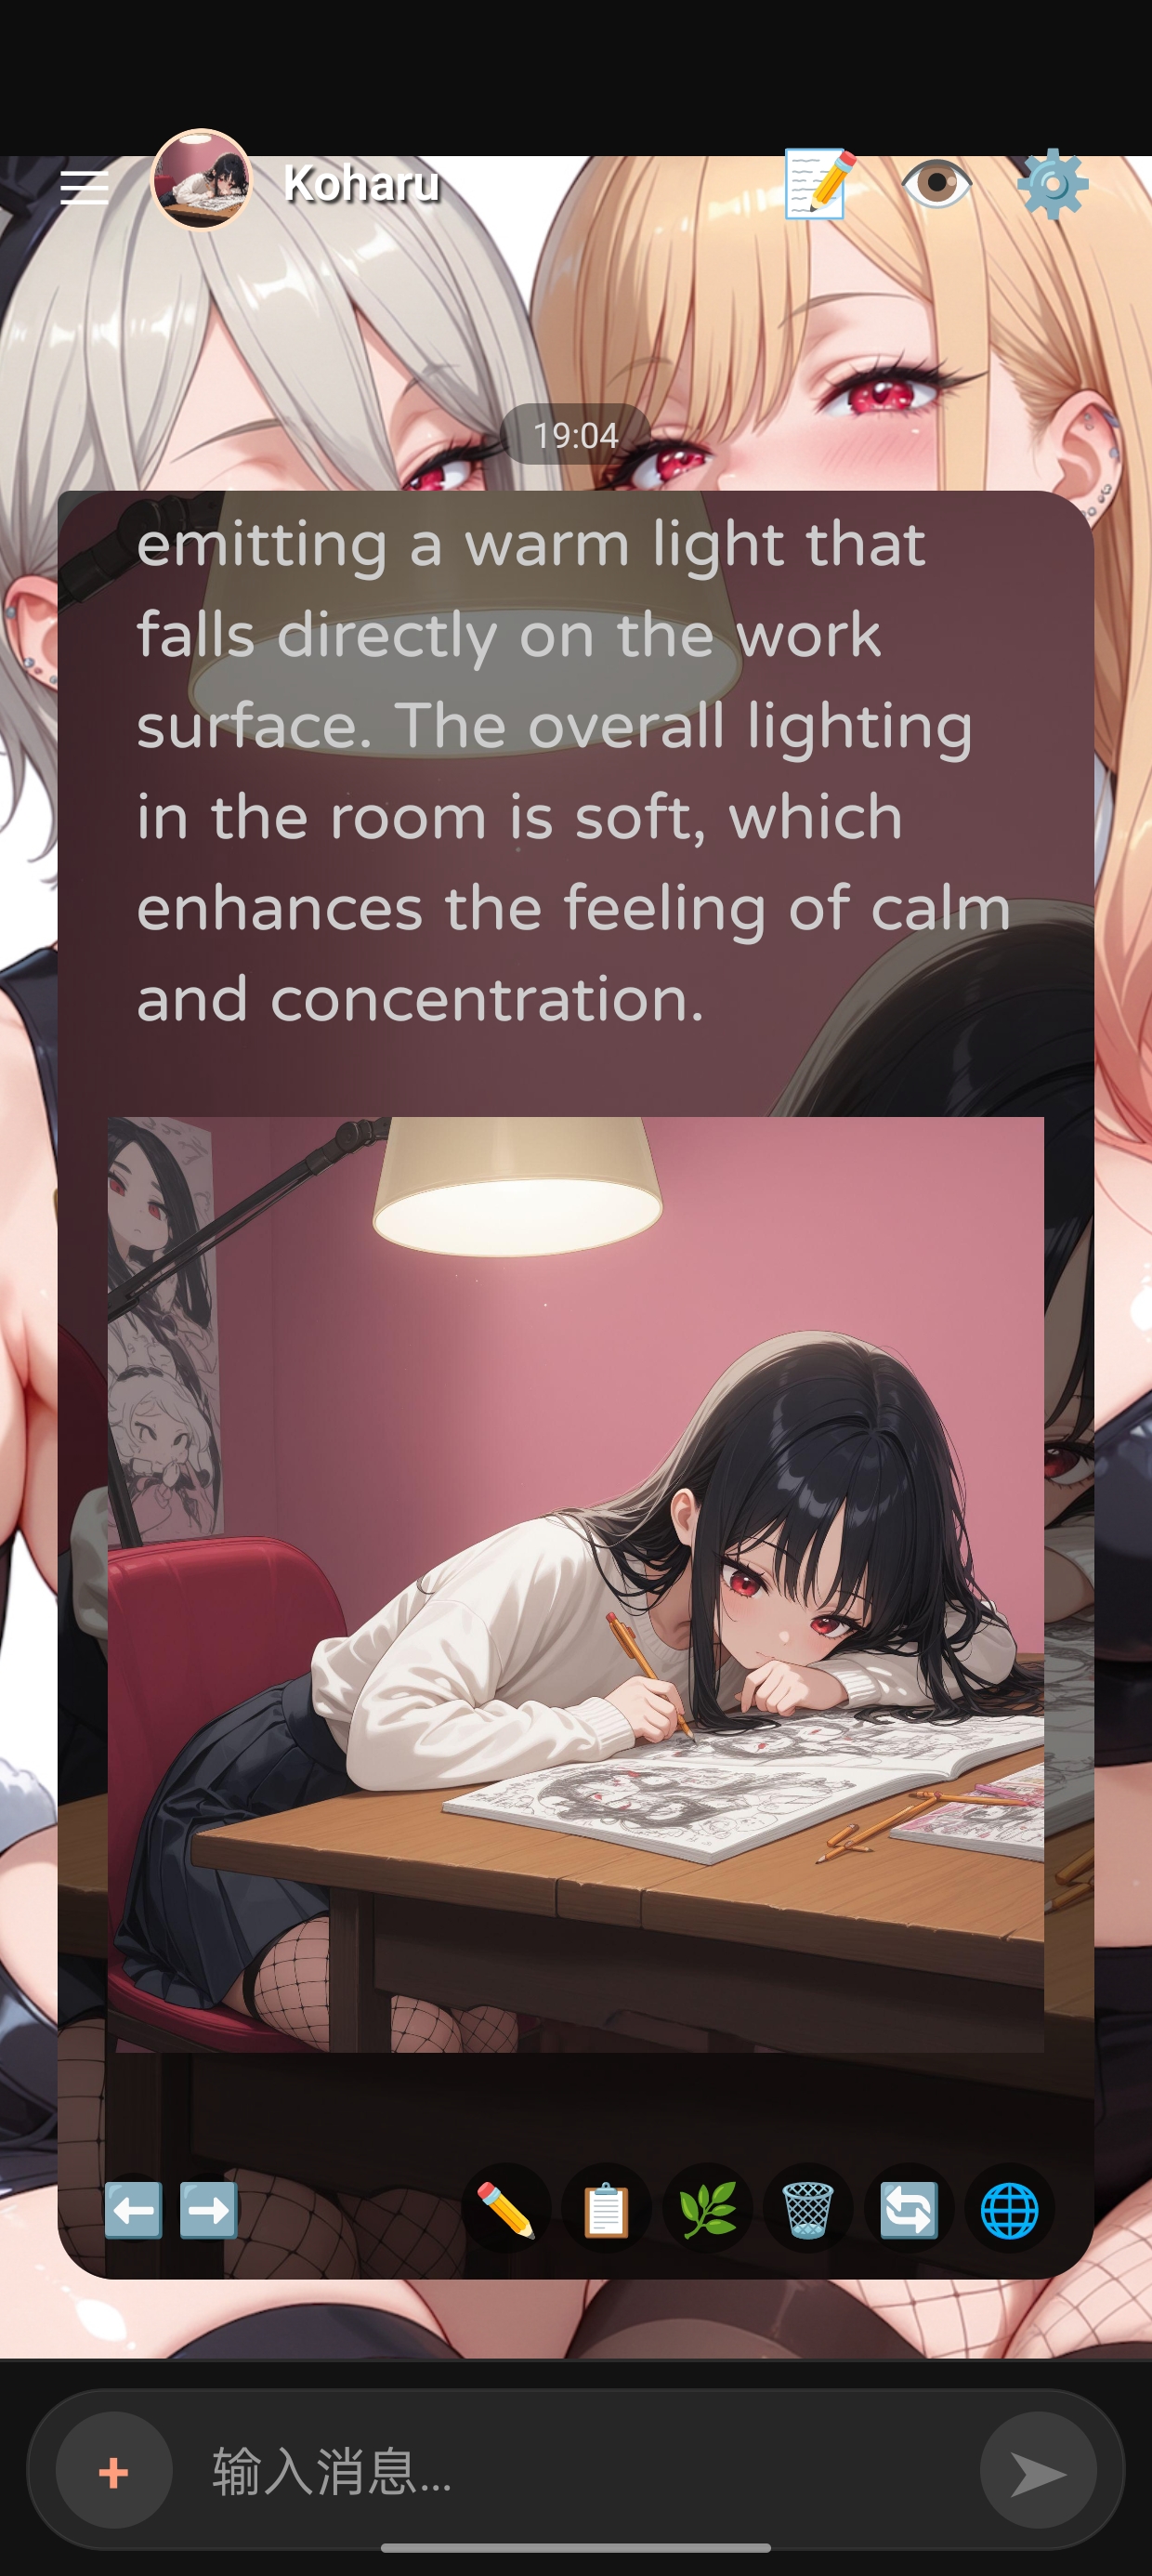 Koharu
19:04
emitting a warm light that
falls directly on the work
surface. The overall lighting
in the room is soft, which
enhances the feeling of calm
and concentration.
输入消息...